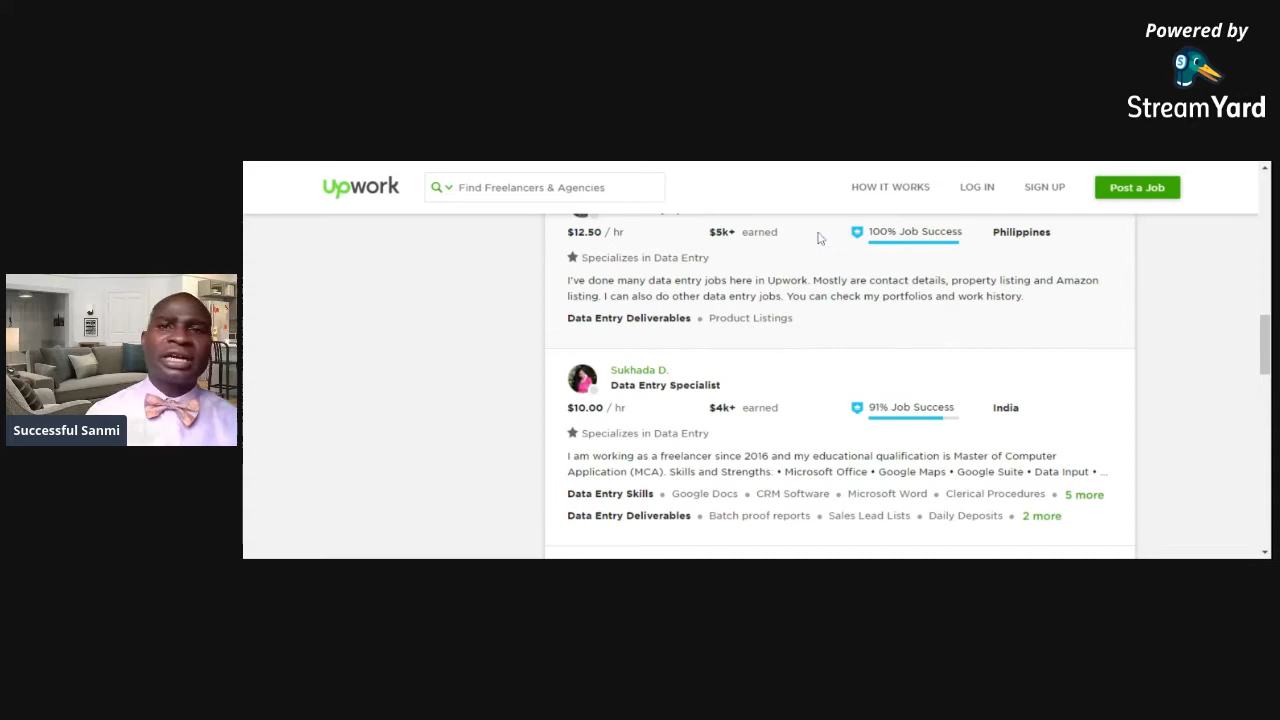 Powered by
StreamYard
upwork
Find Freelancers & Agencies
HOW IT WORKS
LOG IN
SIGN UP
Post a Job
$12.50 / hr
$5k+ earned
100% Job Success
Philippines
Specializes in Data Entry
I've done many data entry jobs here in Upwork. Mostly are contact details, property listing and Amazon
listing. I can also do other data entry jobs. You can check my portfolios and work history.
Data Entry Deliverables • Product Listings
Sukhada D.
Data Entry Specialist
$10.00 / hr
$4k+ earned
91% Job Success
India
Specializes in Data Entry
I am working as a freelancer since 2016 and my educational qualification is Master of Computer
Application (MCA). Skills and Strengths: • Microsoft Office • Google Maps • Google Suite • Data Input • ...
Data Entry Skills • Google Docs • CRM Software • Microsoft Word • Clerical Procedures • 5 more
Data Entry Deliverables • Batch proof reports • Sales Lead Lists • Daily Deposits • 2 more
Successful Sanmi